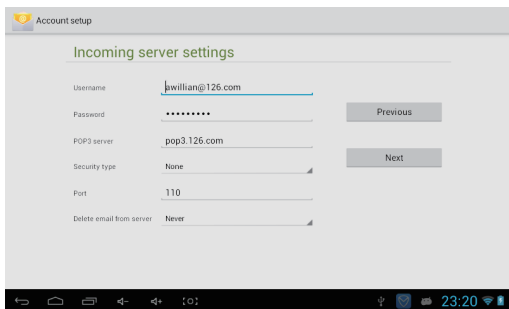 Account setup
Incoming server settings
Username awillian@126.com
Password •••••••••
Previous
POP3 server pop3.126.com
Next
Security type None
Port 110
Delete email from server Never
23:20